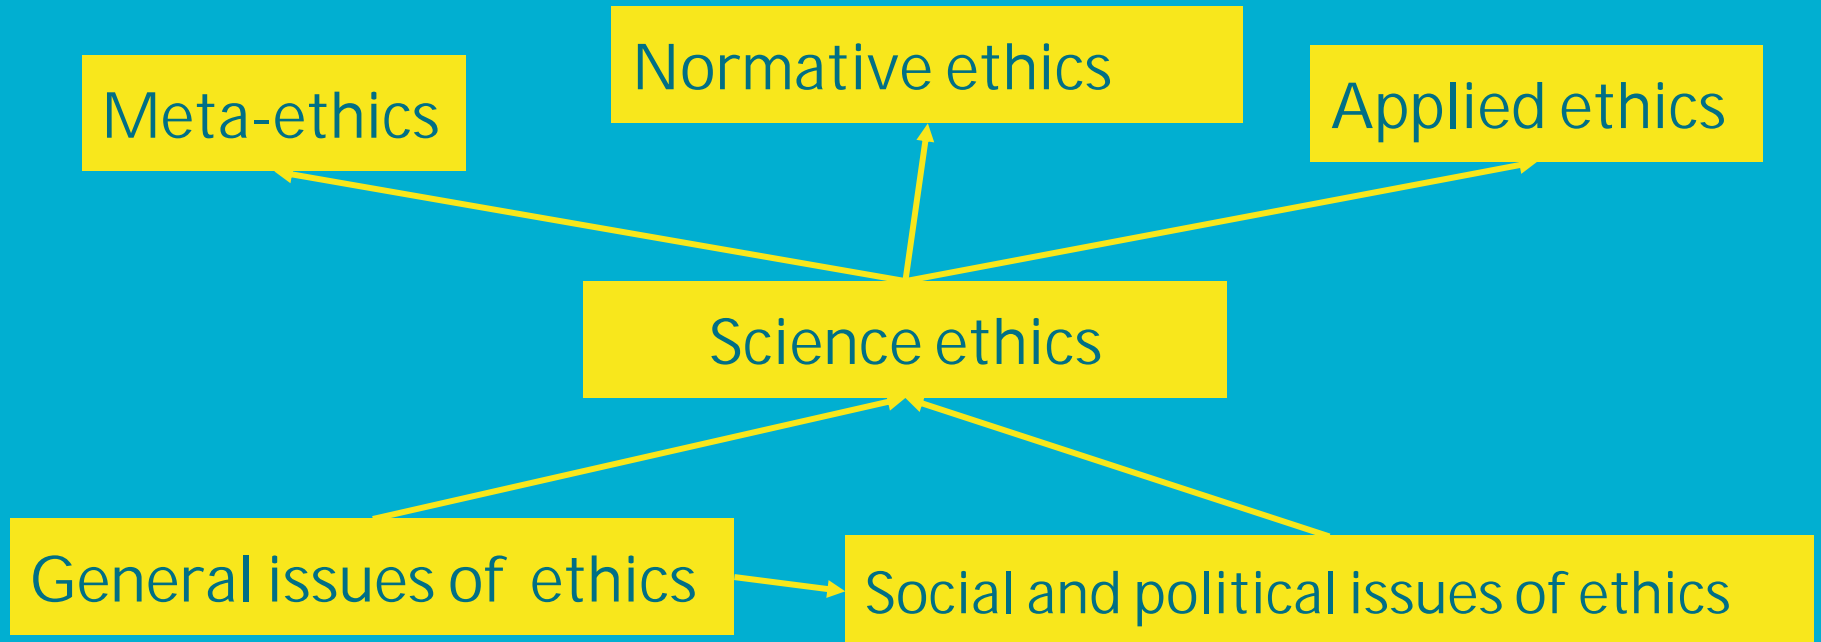 Normative ethics
Meta-ethics
Applied ethics
Science ethics
General issues of ethics
Social and political issues of ethics